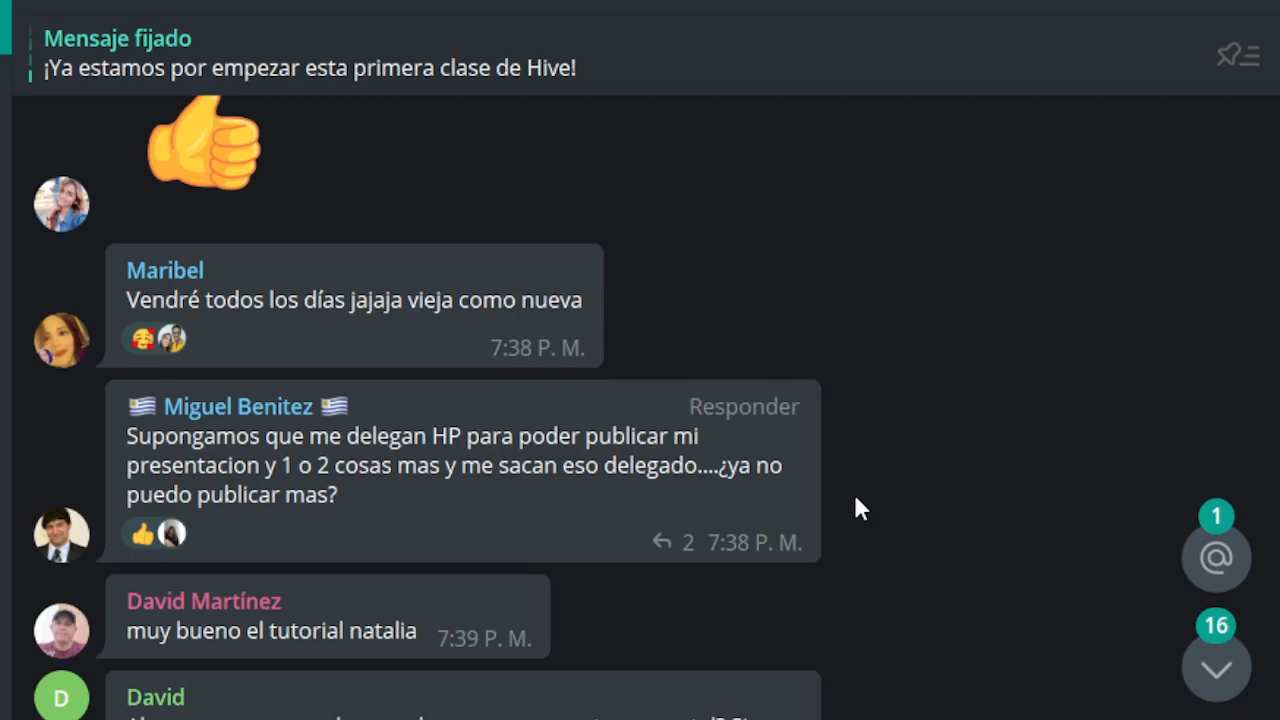 Mensaje fijado
¡Ya estamos por empezar esta primera clase de Hive!
Maribel
Vendré todos los días jajaja vieja como nueva
7:38 P. M.
Miguel Benitez
Responder
Supongamos que me delegan HP para poder publicar mi
presentacion y 1 o 2 cosas mas y me sacan eso delegado....¿ya no
puedo publicar mas?
2 7:38 P. M.
1
@
David Martínez
muy bueno el tutorial natalia
7:39 P. M.
16
D
David